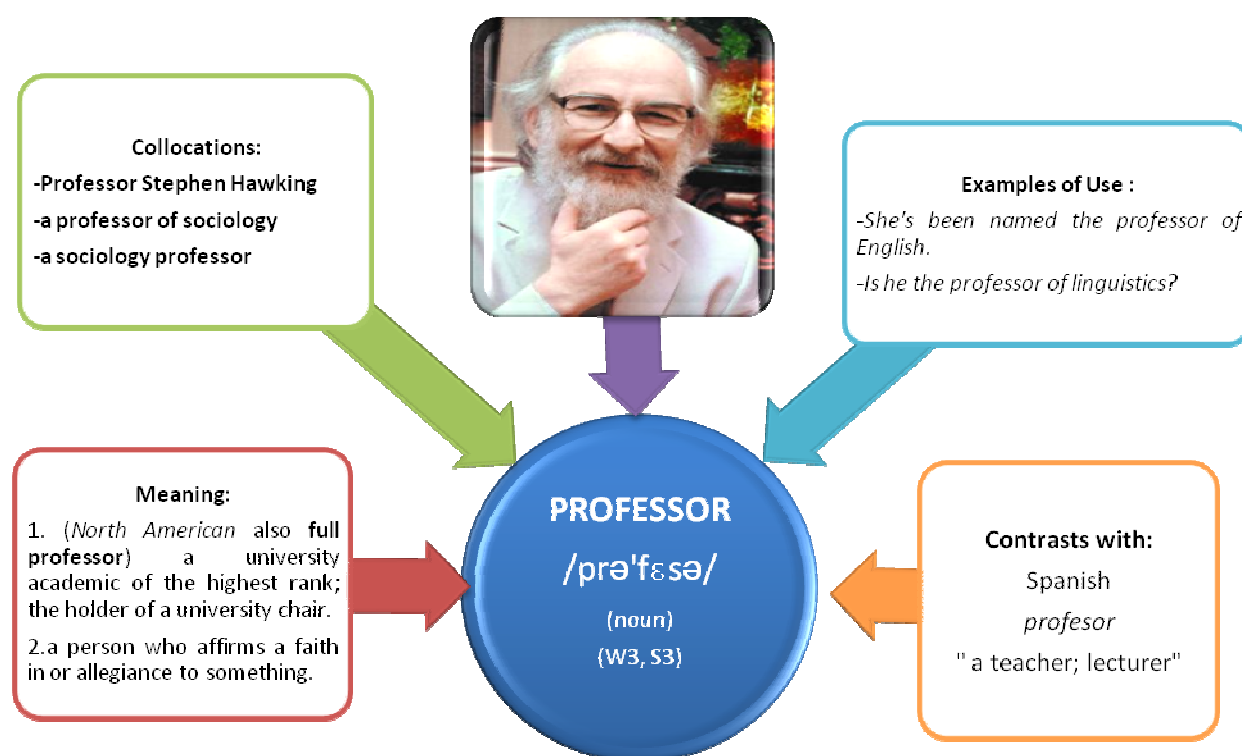 Collocations:
-Professor Stephen Hawking
-a professor of sociology
-a sociology professor
Examples of Use :
-She's been named the professor of
English.
-Is he the professor of linguistics?
Meaning:
1. (North American also full
professor) a university
academic of the highest rank;
the holder of a university chair.
2.a person who affirms a faith
in or allegiance to something.
PROFESSOR
/prə'fɛsə/
(noun)
(W3, S3)
Contrasts with:
Spanish
profesor
" a teacher; lecturer"